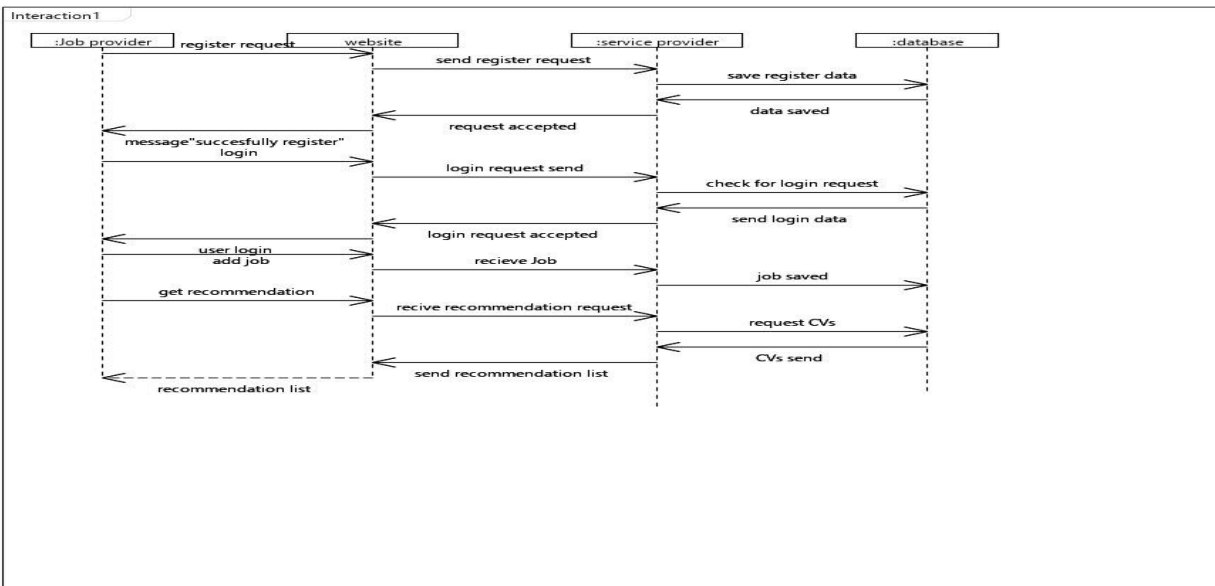 Interaction1
:Job provider
website
:service provider
:database
register request
send register request
save register data
data saved
request accepted
message"succesfully register"
login
login request send
check for login request
send login data
login request accepted
user login
add job
recieve Job
job saved
get recommendation
recive recommendation request
request CVs
CVs send
send recommendation list
recommendation list